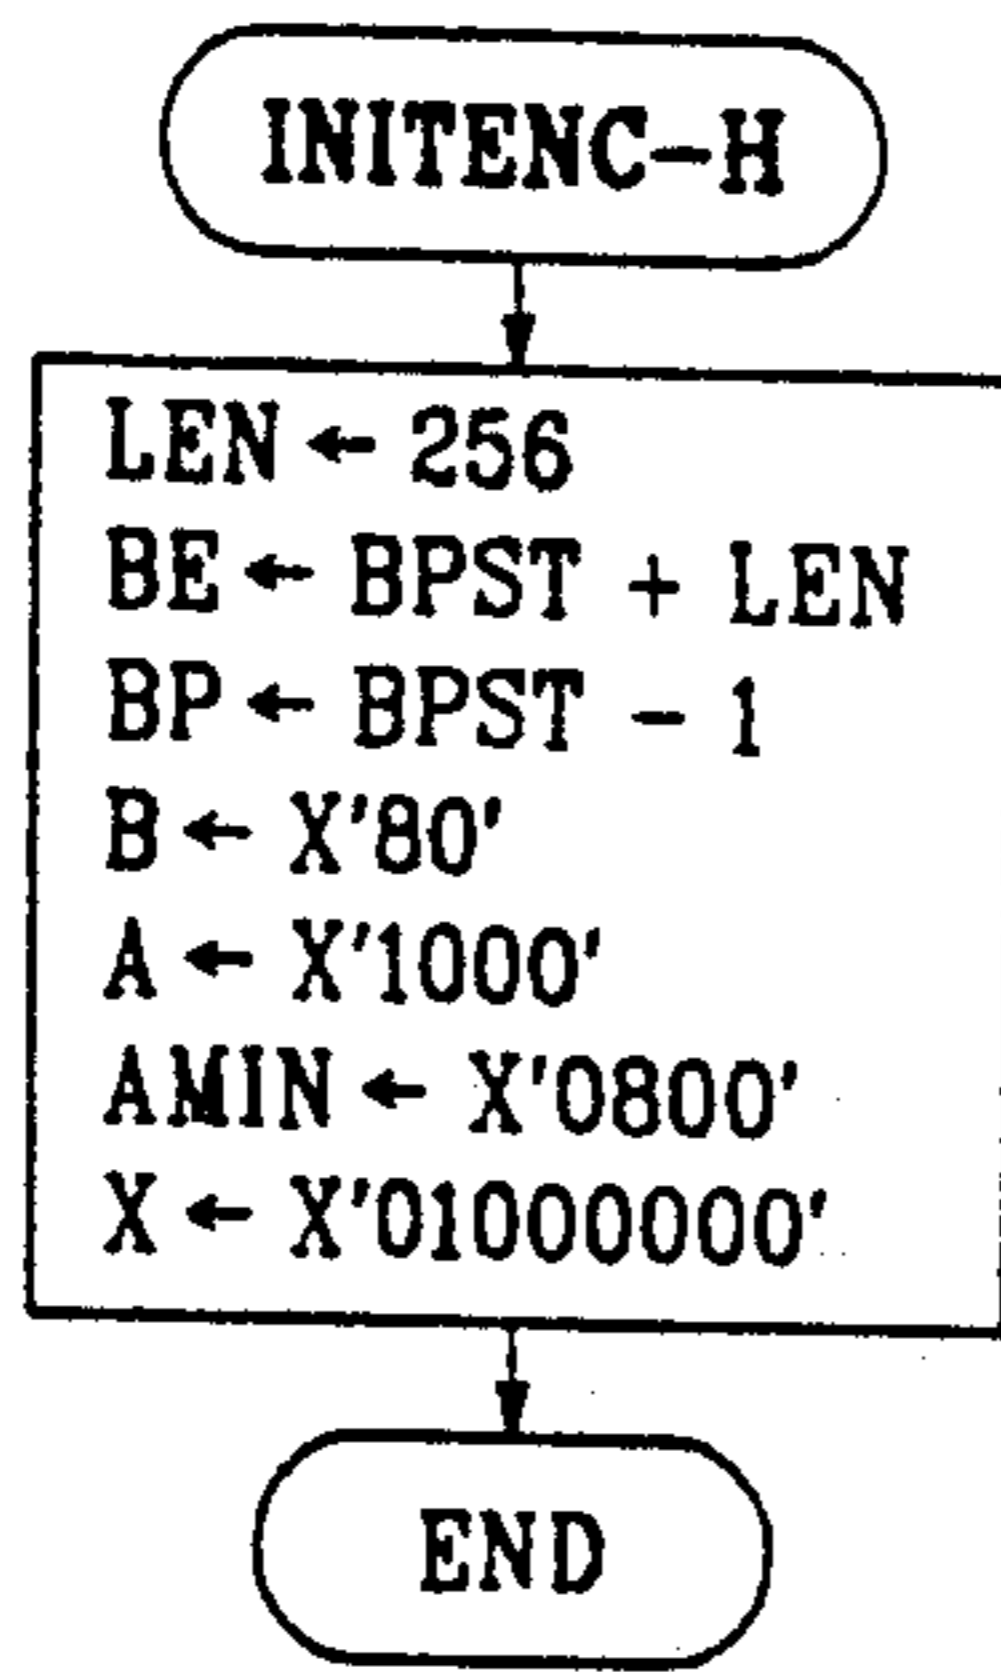 INITENC-H
LEN ← 256
BE ← BPST + LEN
BP ← BPST - 1
B ← X'80'
A ← X'1000'
AMIN ← X'0800'
X ← X'01000000'
END